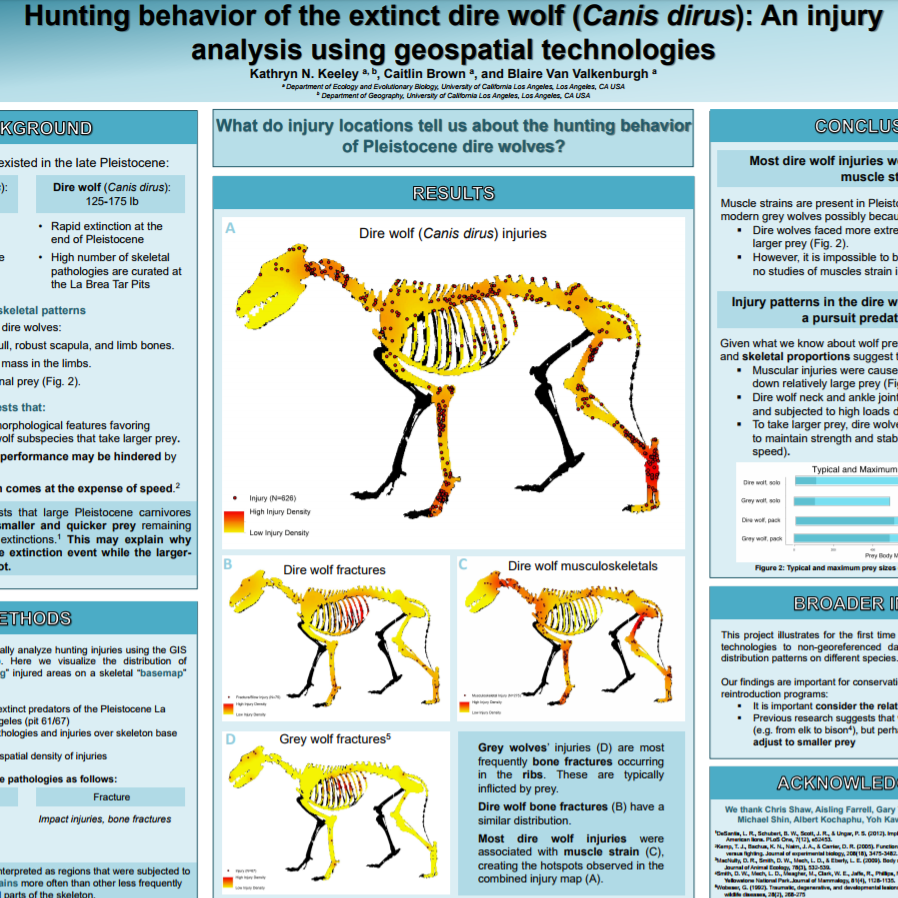 Hunting behavior of the extinct dire wolf (Canis dirus): An injury
analysis using geospatial technologies
Kathryn N. Keeley a, b, Caitlin Brown a, and Blaire Van Valkenburgh a
a Department of Ecology and Evolutionary Biology, University of California Los Angeles, Los Angeles, CA USA
b Department of Geography, University of California Los Angeles, Los Angeles, CA USA
KGROUND
existed in the late Pleistocene:
):
Dire wolf (Canis dirus):
125-175 lb
• Rapid extinction at the
end of Pleistocene
e
• High number of skeletal
pathologies are curated at
the La Brea Tar Pits
skeletal patterns
dire wolves:
ull, robust scapula, and limb bones.
mass in the limbs.
nal prey (Fig. 2).
ests that:
orphological features favoring
olf subspecies that take larger prey.
performance may be hindered by
n comes at the expense of speed.2
sts that large Pleistocene carnivores
smaller and quicker prey remaining
extinctions.1 This may explain why
e extinction event while the larger-
ot.
ETHODS
ally analyze hunting injuries using the GIS
. Here we visualize the distribution of
g" injured areas on a skeletal "basemap"
extinct predators of the Pleistocene La
geles (pit 61/67)
thologies and injuries over skeleton base
spatial density of injuries
e pathologies as follows:
Fracture
Impact injuries, bone fractures
nterpreted as regions that were subjected to
ains more often than other less frequently
l parts of the skeleton.
What do injury locations tell us about the hunting behavior
of Pleistocene dire wolves?
RESULTS
A
Dire wolf (Canis dirus) injuries
Injury (N=626)
High Injury Density
Low Injury Density
B
Dire wolf fractures
High Injury Density
Low Injury Density
C
Dire wolf musculoskeletals
High Injury Density
Low Injury Density
D
Grey wolf fractures5
High Injury Density
Low Injury Density
Grey wolves' injuries (D) are most
frequently bone fractures occurring
in the ribs. These are typically
inflicted by prey.
Dire wolf bone fractures (B) have a
similar distribution.
Most dire wolf injuries were
associated with muscle strain (C),
creating the hotspots observed in the
combined injury map (A).
CONCLUS
Most dire wolf injuries w
muscle st
Muscle strains are present in Pleisto
modern grey wolves possibly becau
▪ Dire wolves faced more extre
larger prey (Fig. 2).
▪ However, it is impossible to b
no studies of muscles strain i
Injury patterns in the dire w
a pursuit predat
Given what we know about wolf pre
and skeletal proportions suggest t
▪ Muscular injuries were cause
down relatively large prey (Fi
▪ Dire wolf neck and ankle joint
and subjected to high loads d
▪ To take larger prey, dire wolve
to maintain strength and stab
speed).
Typical and Maximum
Dire wolf, solo
Grey wolf, solo
Dire wolf, pack
Grey wolf, pack
Prey Body M
Figure 2: Typical and maximum prey sizes
BROADER I
This project illustrates for the first time
technologies to non-georeferenced da
distribution patterns on different species.
Our findings are important for conservati
reintroduction programs:
▪ It is important consider the relat
▪ Previous research suggests that
(e.g. from elk to bison4), but perh
adjust to smaller prey
ACKNOWLEDG
We thank Chris Shaw, Aisling Farrell, Gary
Michael Shin, Albert Kochaphu, Yoh Kaw